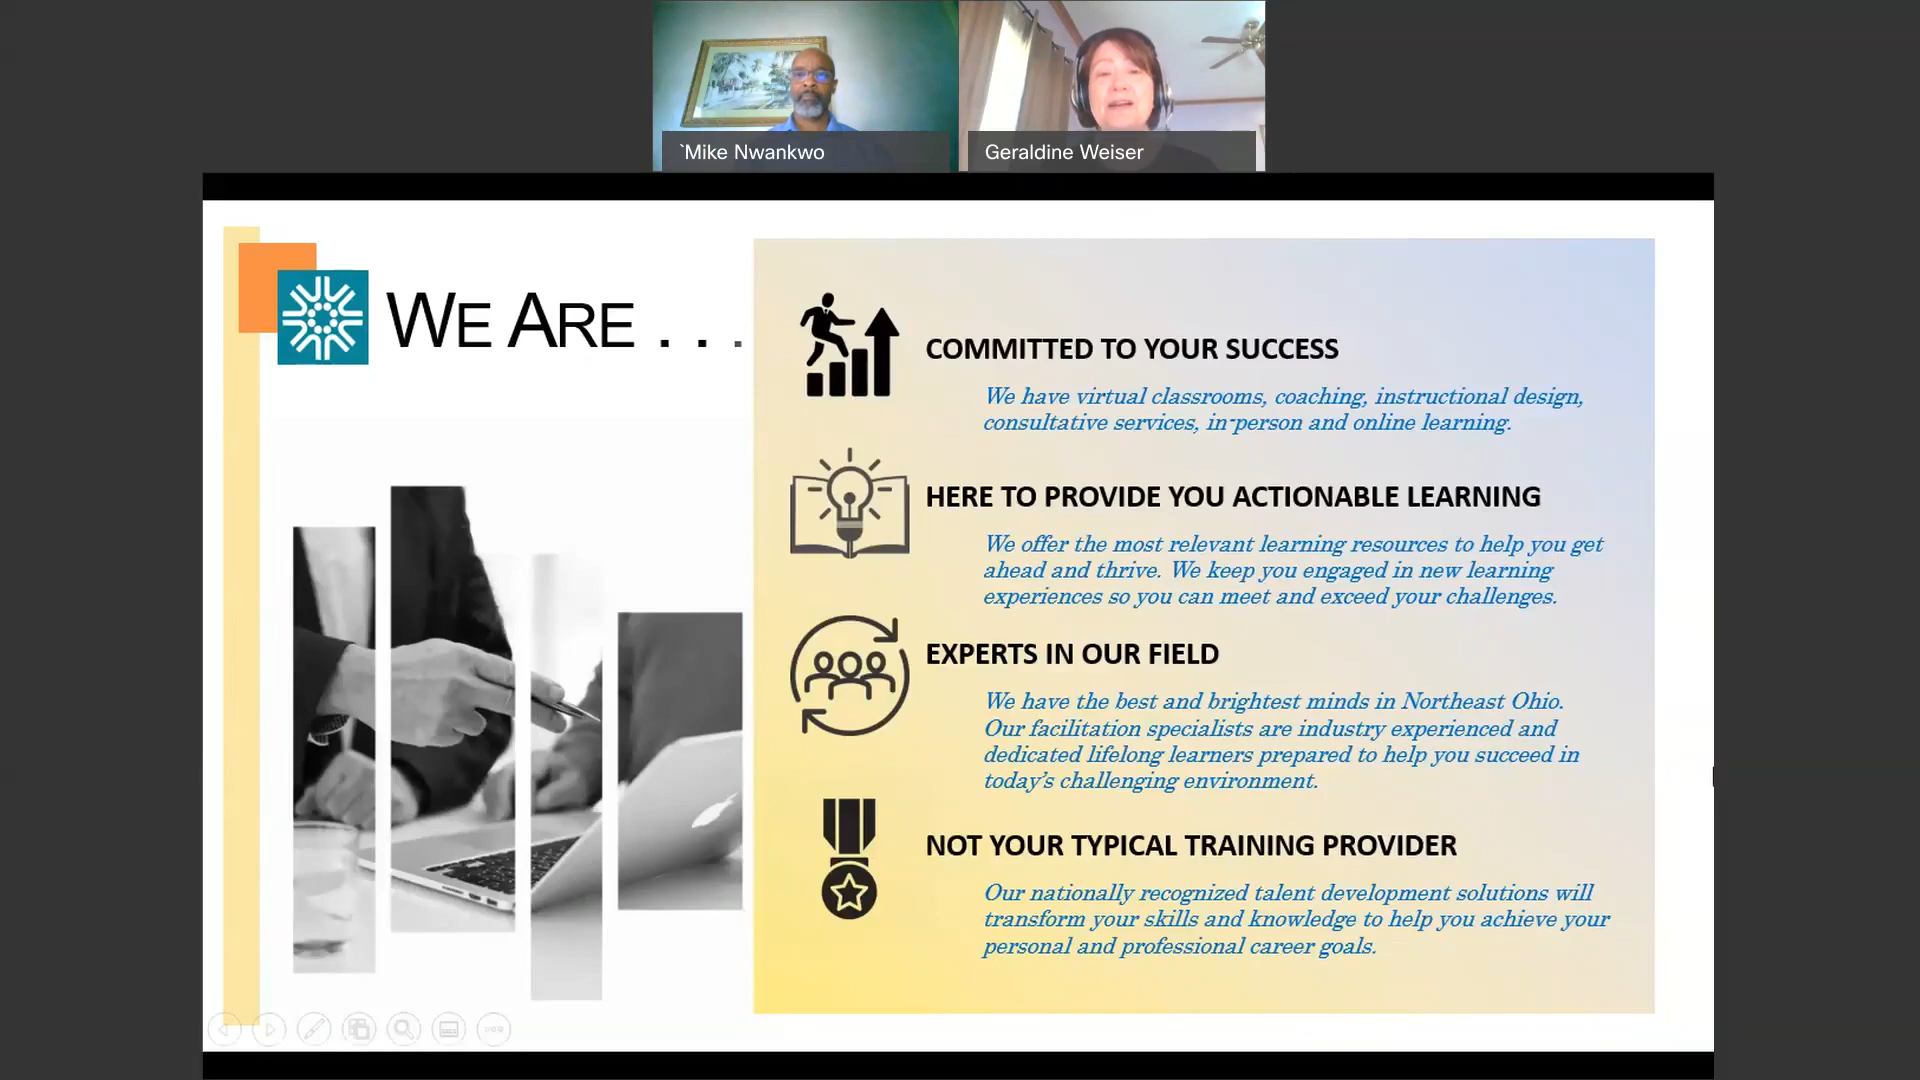 `Mike Nwankwo
Geraldine Weiser
WE ARE . . .
COMMITTED TO YOUR SUCCESS
We have virtual classrooms, coaching, instructional design,
consultative services, in-person and online learning.
HERE TO PROVIDE YOU ACTIONABLE LEARNING
We offer the most relevant learning resources to help you get
ahead and thrive. We keep you engaged in new learning
experiences so you can meet and exceed your challenges.
EXPERTS IN OUR FIELD
We have the best and brightest minds in Northeast Ohio.
Our facilitation specialists are industry experienced and
dedicated lifelong learners prepared to help you succeed in
today's challenging environment.
NOT YOUR TYPICAL TRAINING PROVIDER
Our nationally recognized talent development solutions will
transform your skills and knowledge to help you achieve your
personal and professional career goals.